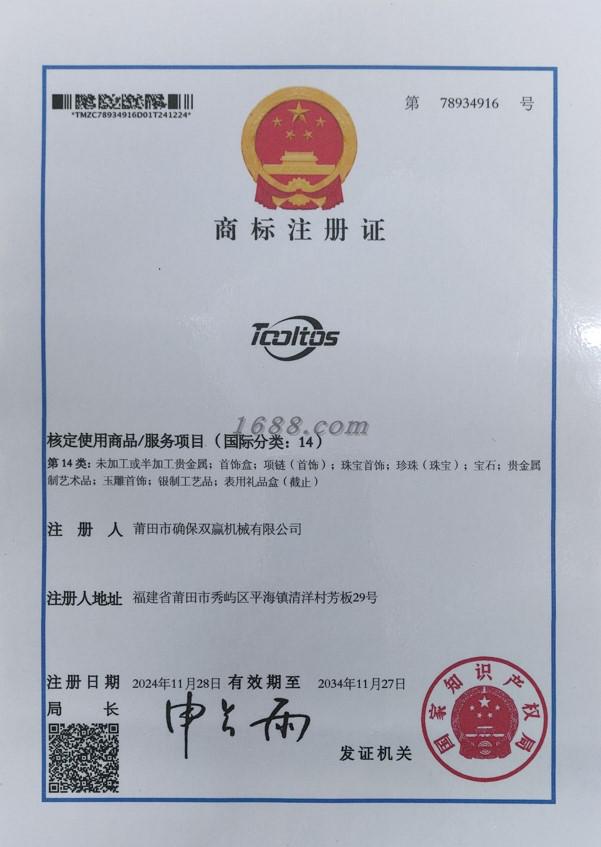 *TMZC78934916D01T241224*
第 78934916 号
商标注册证
Tooltos
1688.com
核定使用商品/服务项目（国际分类：14）
第14类：未加工或半加工贵金属；首饰盒；项链（首饰）；珠宝首饰；珍珠（珠宝）；宝石；贵金属
制艺术品；玉雕首饰；银制工艺品；表用礼品盒（截止）
注 册 人 莆田市确保双赢机械有限公司
注册人地址 福建省莆田市秀屿区平海镇清洋村芳板29号
注册日期 2024年11月28日 有效期至 2034年11月27日
局 长 申长雨
发证机关
国家知识产权局